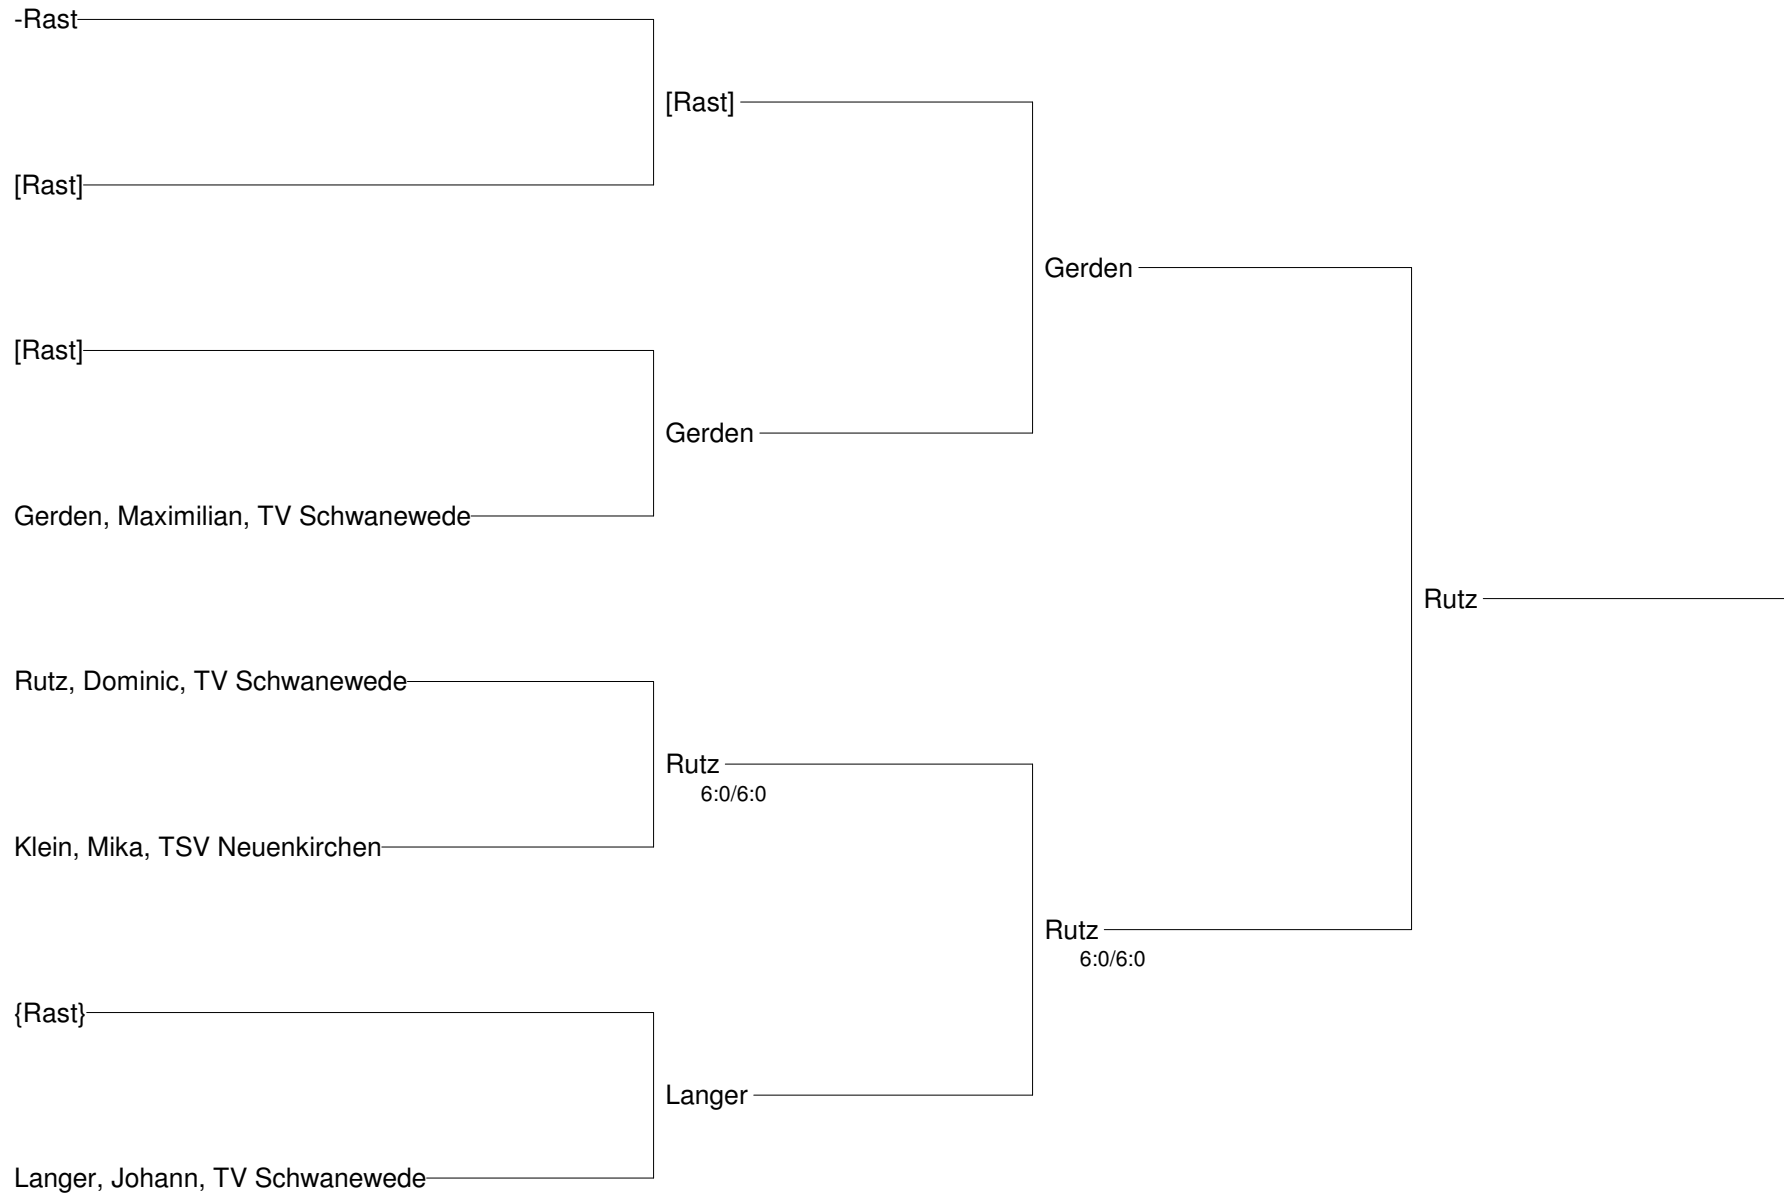 -Rast
[Rast]
[Rast]
Gerden
[Rast]
Gerden
Gerden, Maximilian, TV Schwanewede
Rutz
Rutz, Dominic, TV Schwanewede
Rutz
6:0/6:0
Klein, Mika, TSV Neuenkirchen
Rutz
6:0/6:0
{Rast}
Langer
Langer, Johann, TV Schwanewede